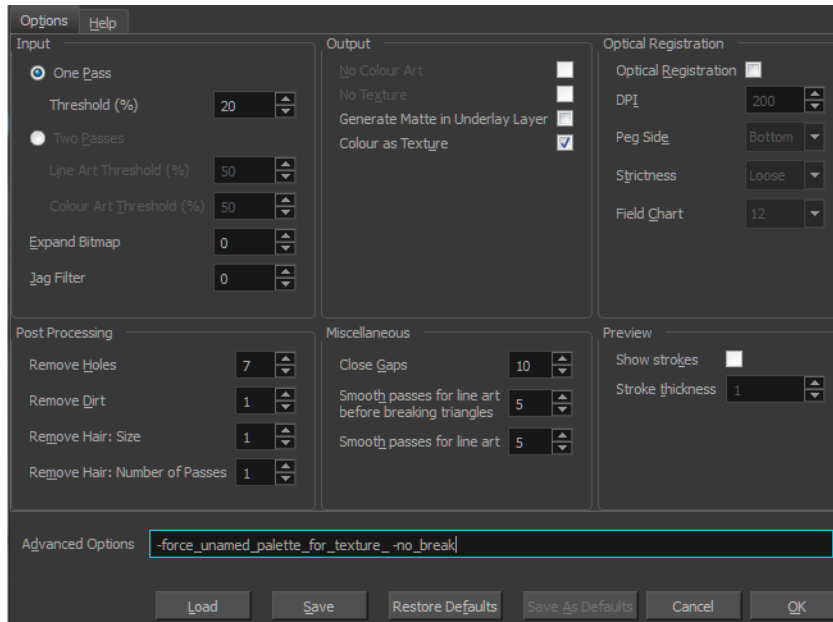 Options Help
Input
One Pass
Threshold (%) 20
Two Passes
Line Art Threshold (%) 50
Colour Art Threshold (%) 50
Expand Bitmap 0
Jag Filter 0
Output
No Colour Art
No Texture
Generate Matte in Underlay Layer
Colour as Texture
Optical Registration
Optical Registration
DPI 200
Peg Side Bottom
Strictness Loose
Field Chart 12
Post Processing
Remove Holes 7
Remove Dirt 1
Remove Hair: Size 1
Remove Hair: Number of Passes 1
Miscellaneous
Close Gaps 10
Smooth passes for line art
before breaking triangles 5
Smooth passes for line art 5
Preview
Show strokes
Stroke thickness 1
Advanced Options -force_unamed_palette_for_texture_ -no_break
Load Save Restore Defaults Save As Defaults Cancel OK